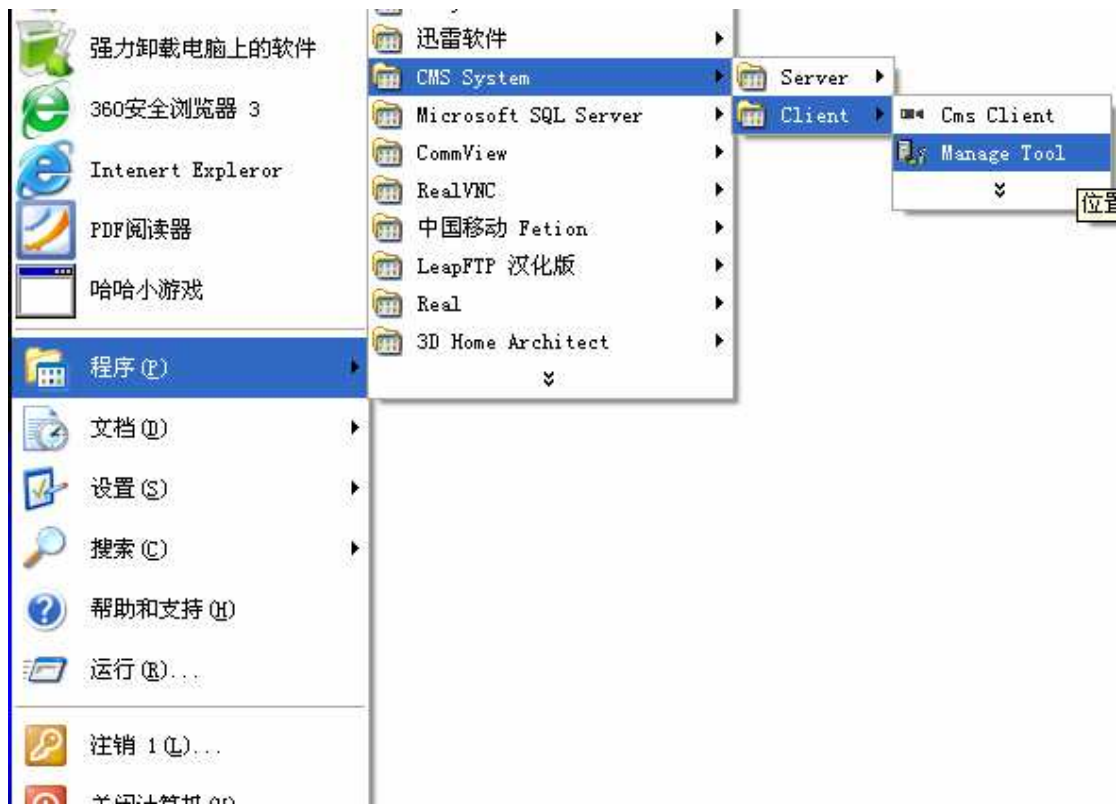 强力卸载电脑上的软件
360安全浏览器 3
Intenert Expleror
PDF阅读器
哈哈小游戏
程序(P)
文档(D)
设置(S)
搜索(C)
帮助和支持(H)
运行(R)...
注销 1(L)...
迅雷软件
CMS System
Microsoft SQL Server
CommView
RealVNC
中国移动 Fetion
LeapFTP 汉化版
Real
3D Home Architect
Server
Client
Cms Client
Manage Tool
位置